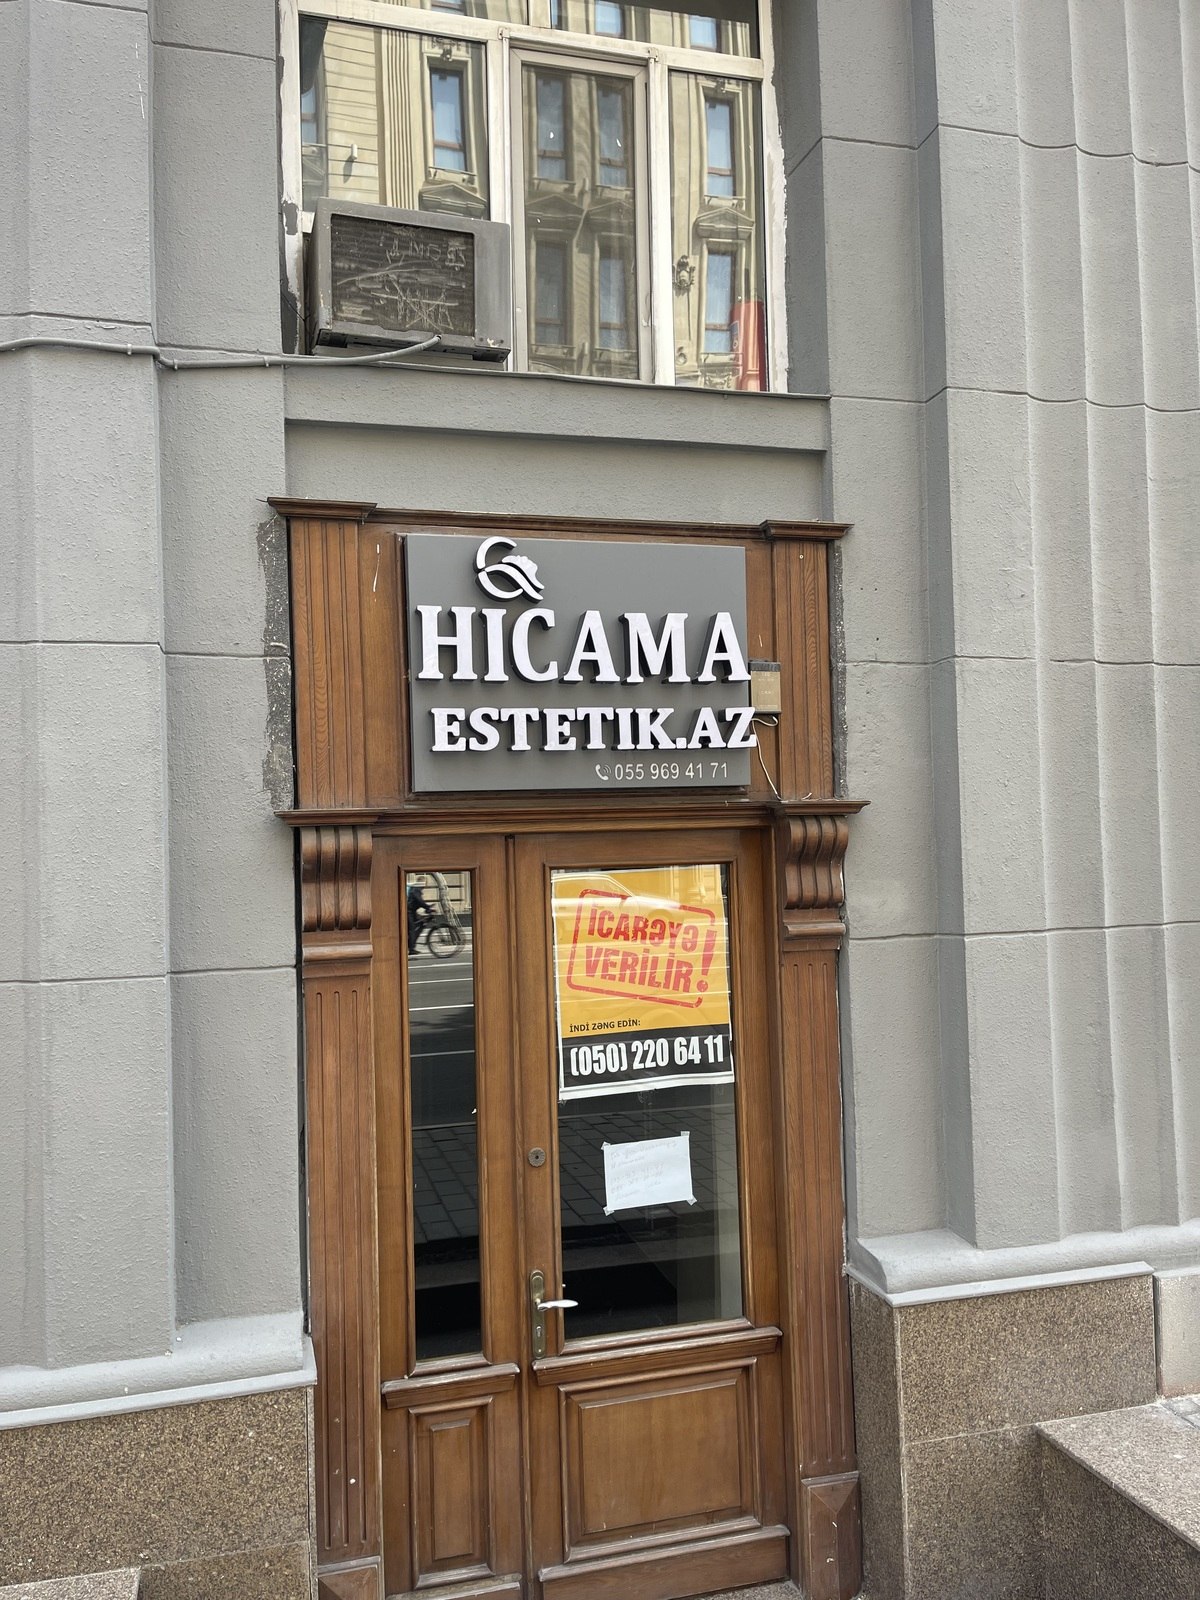 HICAMA
ESTETIK.AZ
055 969 41 71
İCARƏYƏ
VERİLİR!
İNDİ ZƏNG EDİN:
(050) 220 64 11